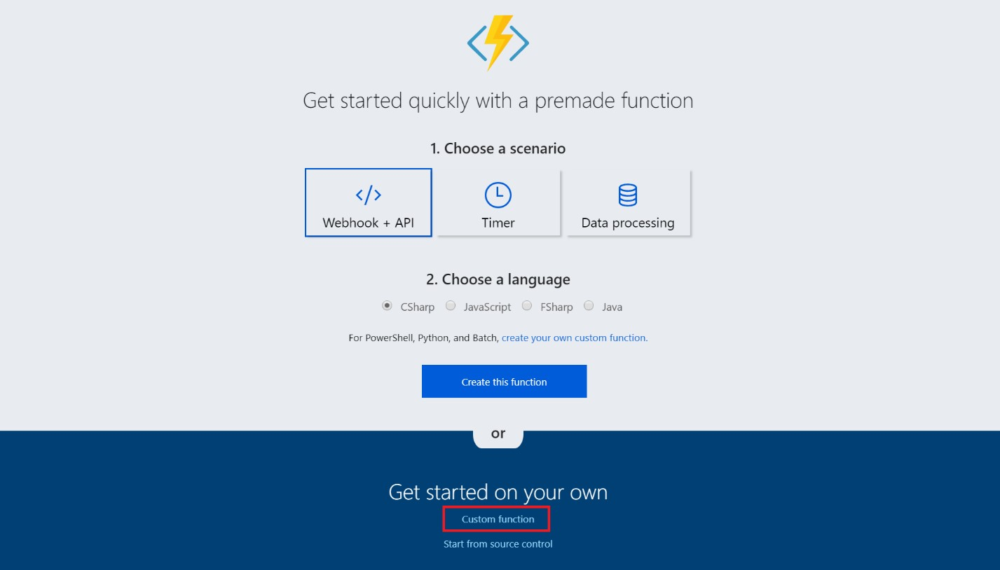 Get started quickly with a premade function
1. Choose a scenario
Webhook + API
Timer
Data processing
2. Choose a language
CSharp
JavaScript
FSharp
Java
For PowerShell, Python, and Batch, create your own custom function.
Create this function
or
Get started on your own
Custom function
Start from source control